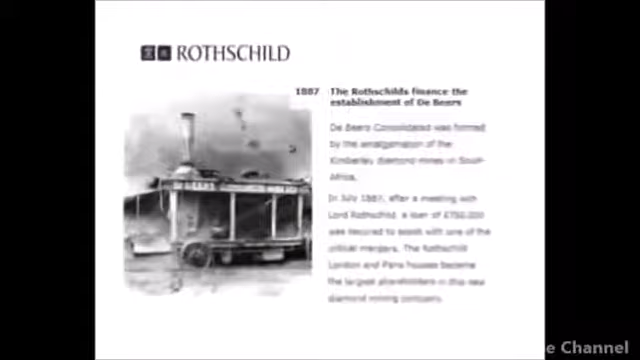 ROTHSCHILD
1887 The Rothschilds finance the
establishment of De Beers
De Beers Consolidated was formed
by the amalgamation of the
Kimberley diamond mines in South
Africa.
In July 1887, after a meeting with
Lord Rothschild, a loan of £750,000
was secured to assist with one of the
critical mergers. The Rothschild
London and Paris houses became
the largest shareholders in this new
diamond mining company.
e Channel